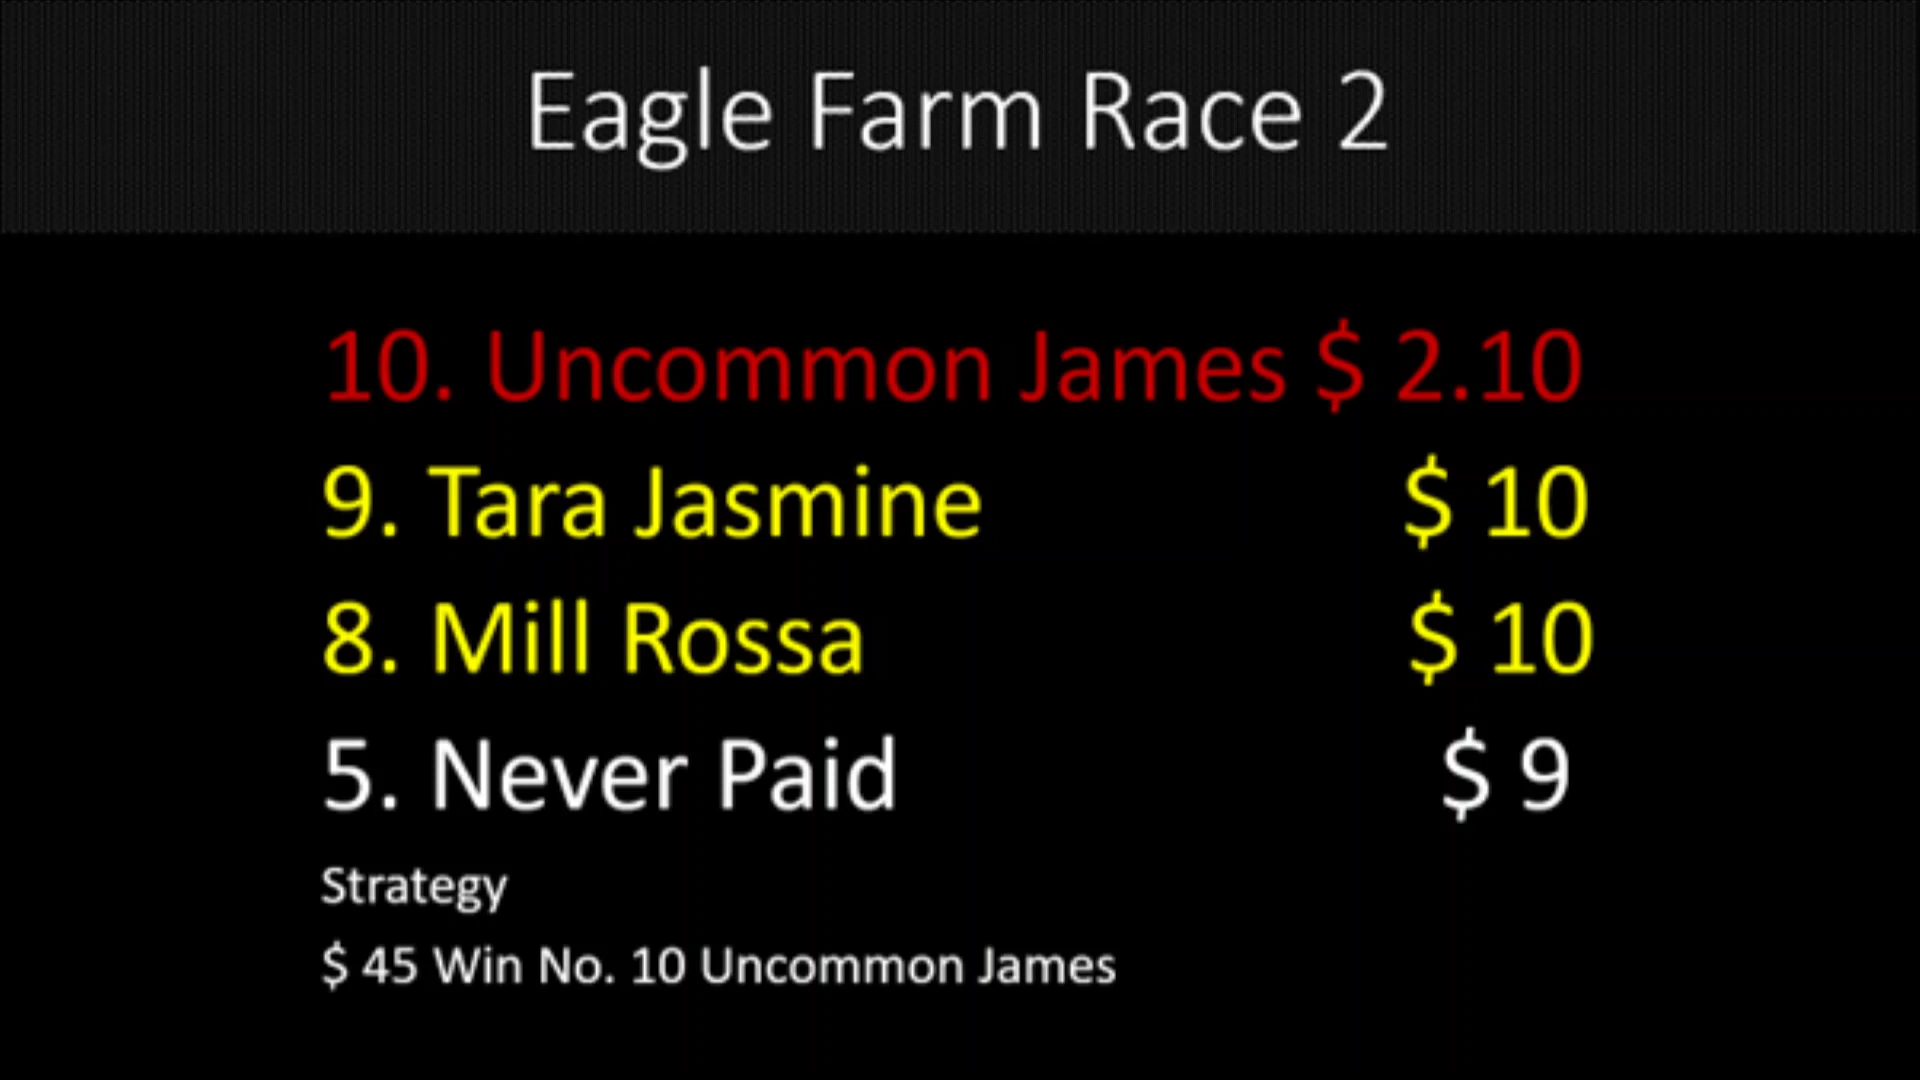 Eagle Farm Race 2
10. Uncommon James $ 2.10
9. Tara Jasmine $ 10
8. Mill Rossa $ 10
5. Never Paid $ 9
Strategy
$ 45 Win No. 10 Uncommon James